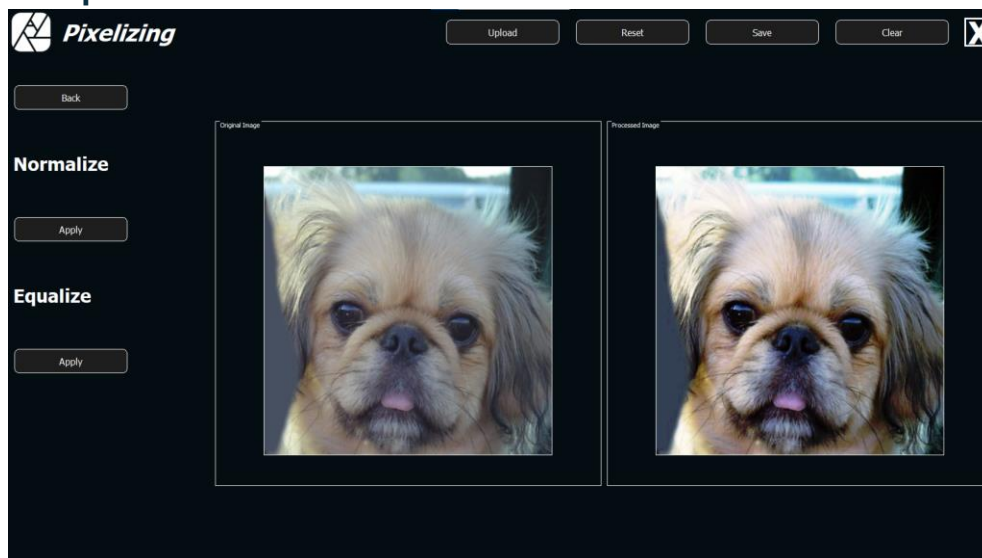 Pixelizing
Upload
Reset
Save
Clear
X
Back
Original Image
Processed Image
Normalize
Apply
Equalize
Apply